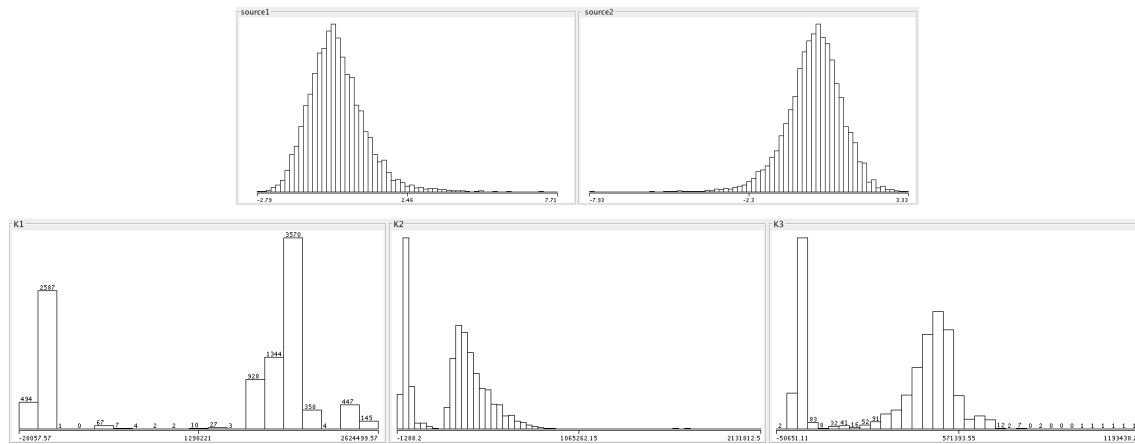 source1
source2
-2.79 2.46 7.71
-7.93 -2.3 3.33
K1
K2
K3
494 2587 1 0 67 7 4 2 2 10 27 3 928 1344 3570 350 4 447 145
2 83 8 32 41 16 52 91 12 2 7 0 2 0 0 0 1 1 1 1 1
-28057.57 1298221 2624499.57
-1288.2 1065262.15 2131812.5
-50651.11 571393.55